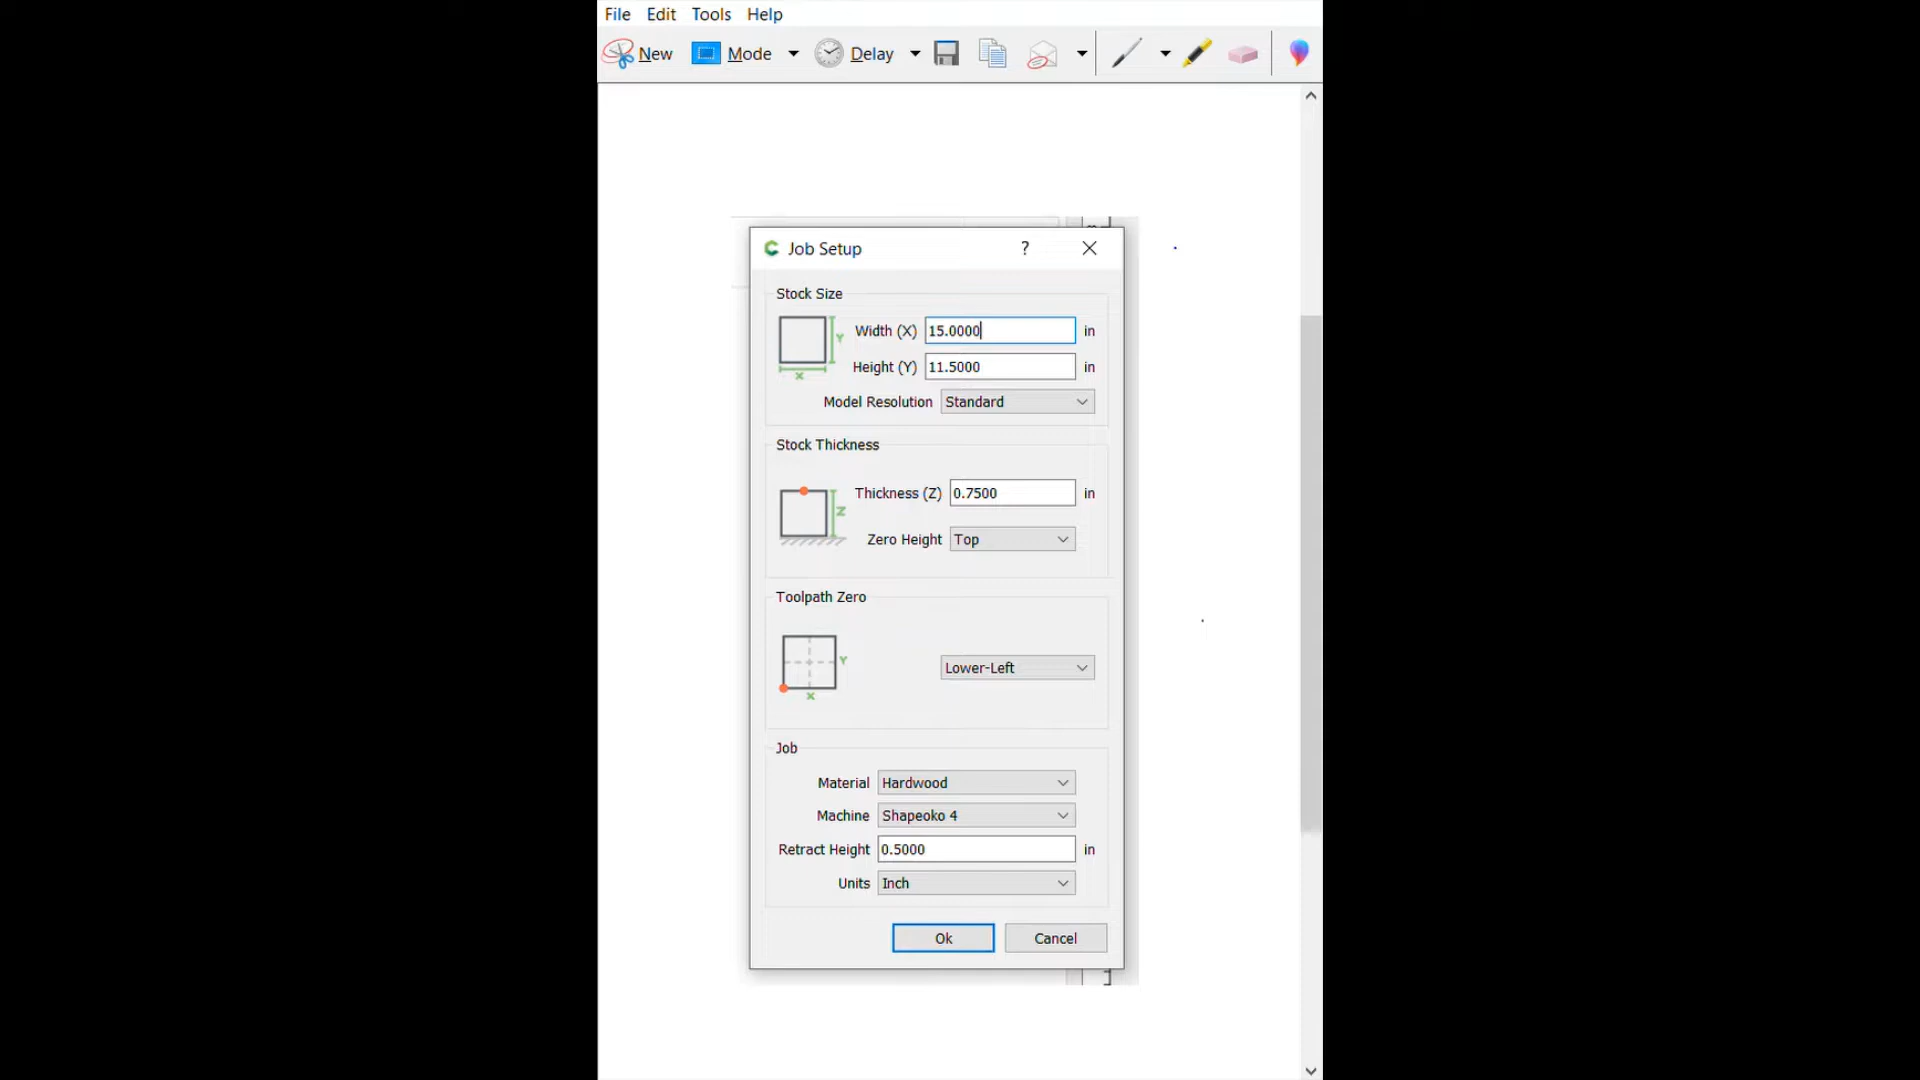 File Edit Tools Help
New Mode Delay
Job Setup ?
Stock Size
Y
X
Width (X) 15.0000 in
Height (Y) 11.5000 in
Model Resolution Standard
Stock Thickness
Z
Thickness (Z) 0.7500 in
Zero Height Top
Toolpath Zero
Y
X
Lower-Left
Job
Material Hardwood
Machine Shapeoko 4
Retract Height 0.5000 in
Units Inch
Ok Cancel